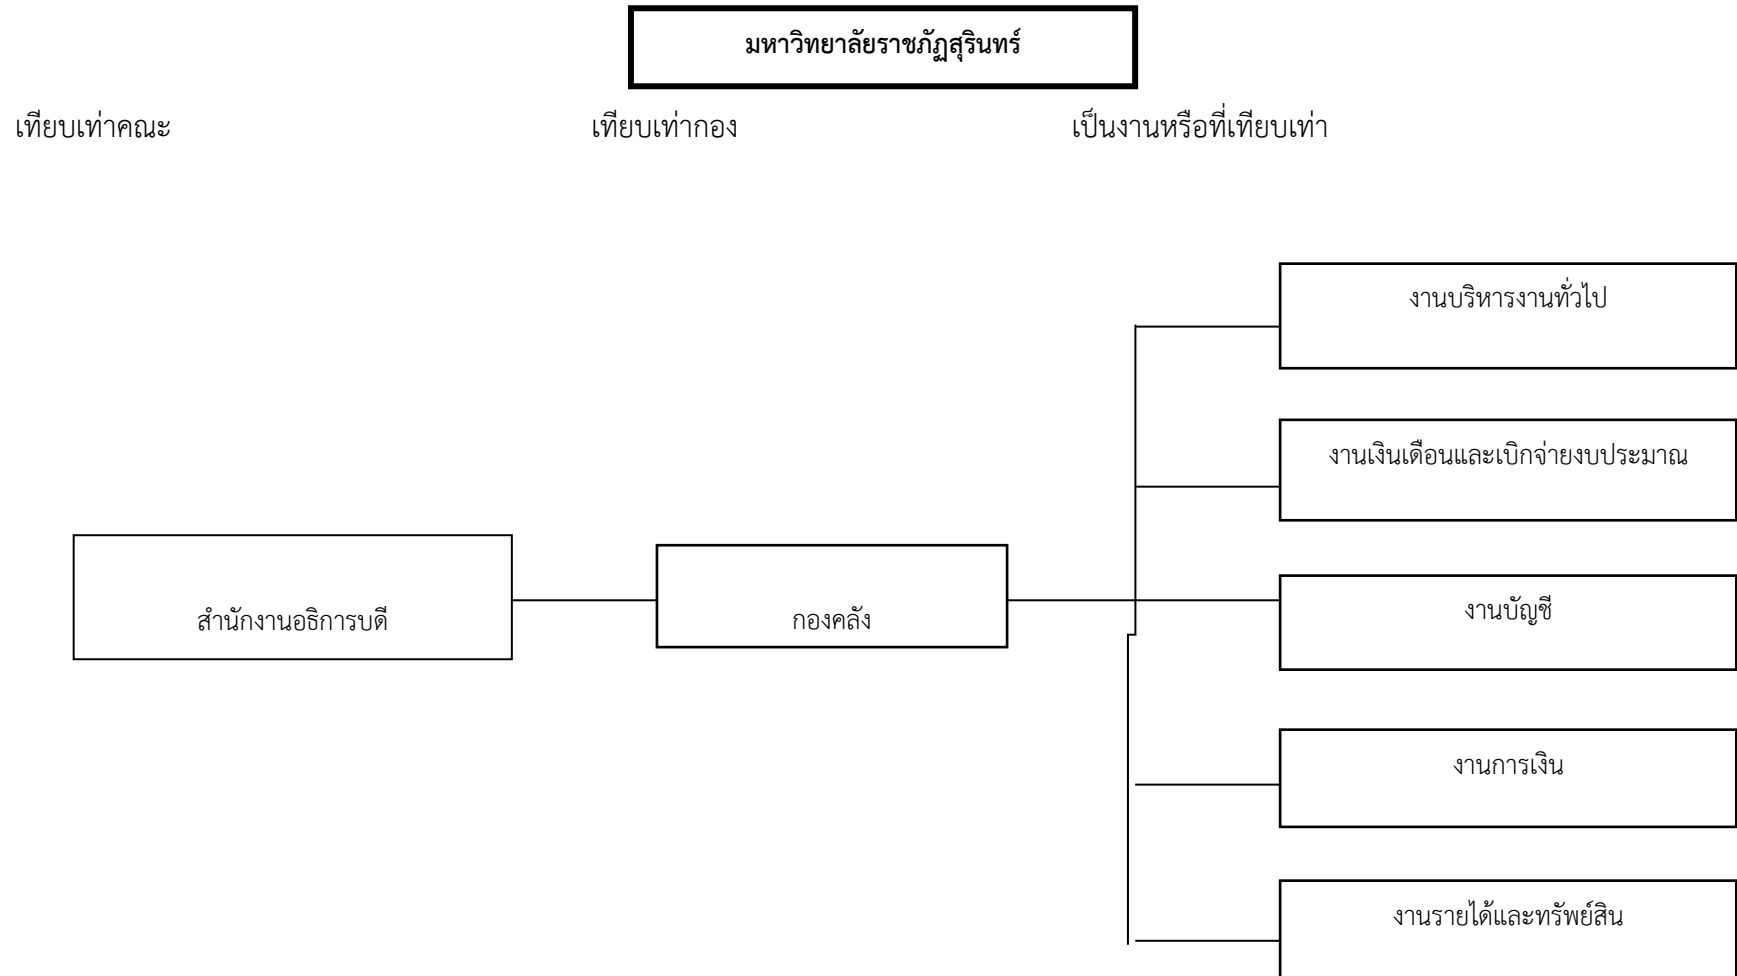 มหาวิทยาลัยราชภัฏสุรินทร์
เทียบเท่าคณะ เทียบเท่ากอง เป็นงานหรือที่เทียบเท่า
งานบริหารงานทั่วไป
งานเงินเดือนและเบิกจ่ายงบประมาณ
สำนักงานอธิการบดี
กองคลัง
งานบัญชี
งานการเงิน
งานรายได้และทรัพย์สิน